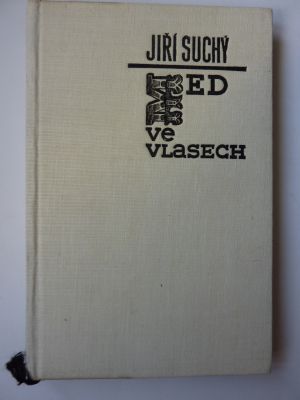 JIŘÍ SUCHÝ
MED
ve
VLASECH